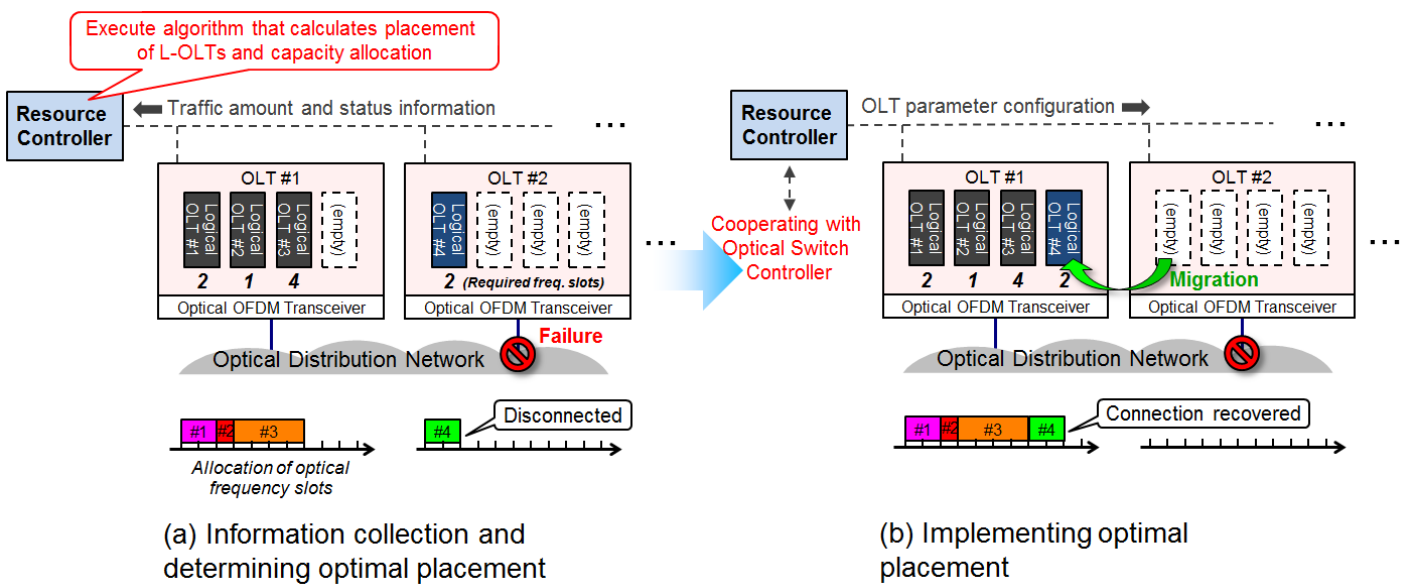 Execute algorithm that calculates placement
of L-OLTs and capacity allocation
Resource
Controller
Traffic amount and status information
...
OLT #1
Logical
OLT #1
Logical
OLT #2
Logical
OLT #3
(empty)
2 1 4
Optical OFDM Transceiver
OLT #2
Logical
OLT #4
(empty)
(empty)
(empty)
2 (Required freq. slots)
Optical OFDM Transceiver
...
Failure
Optical Distribution Network
Disconnected
#1 #2 #3
#4
Allocation of optical
frequency slots
(a) Information collection and
determining optimal placement
Resource
Controller
OLT parameter configuration
...
Cooperating with
Optical Switch
Controller
OLT #1
Logical
OLT #1
Logical
OLT #2
Logical
OLT #3
Logical
OLT #4
2 1 4 2
Optical OFDM Transceiver
OLT #2
(empty)
(empty)
(empty)
(empty)
Migration
Optical OFDM Transceiver
...
Optical Distribution Network
Connection recovered
#1 #2 #3 #4
(b) Implementing optimal
placement